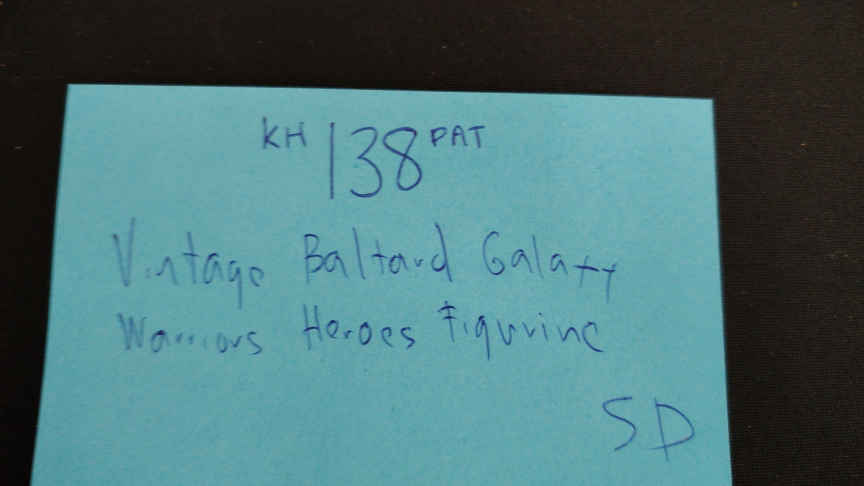 KH 138 PAT
Vintage Baltard Galaxy
Warriors Heroes Figurine
SD